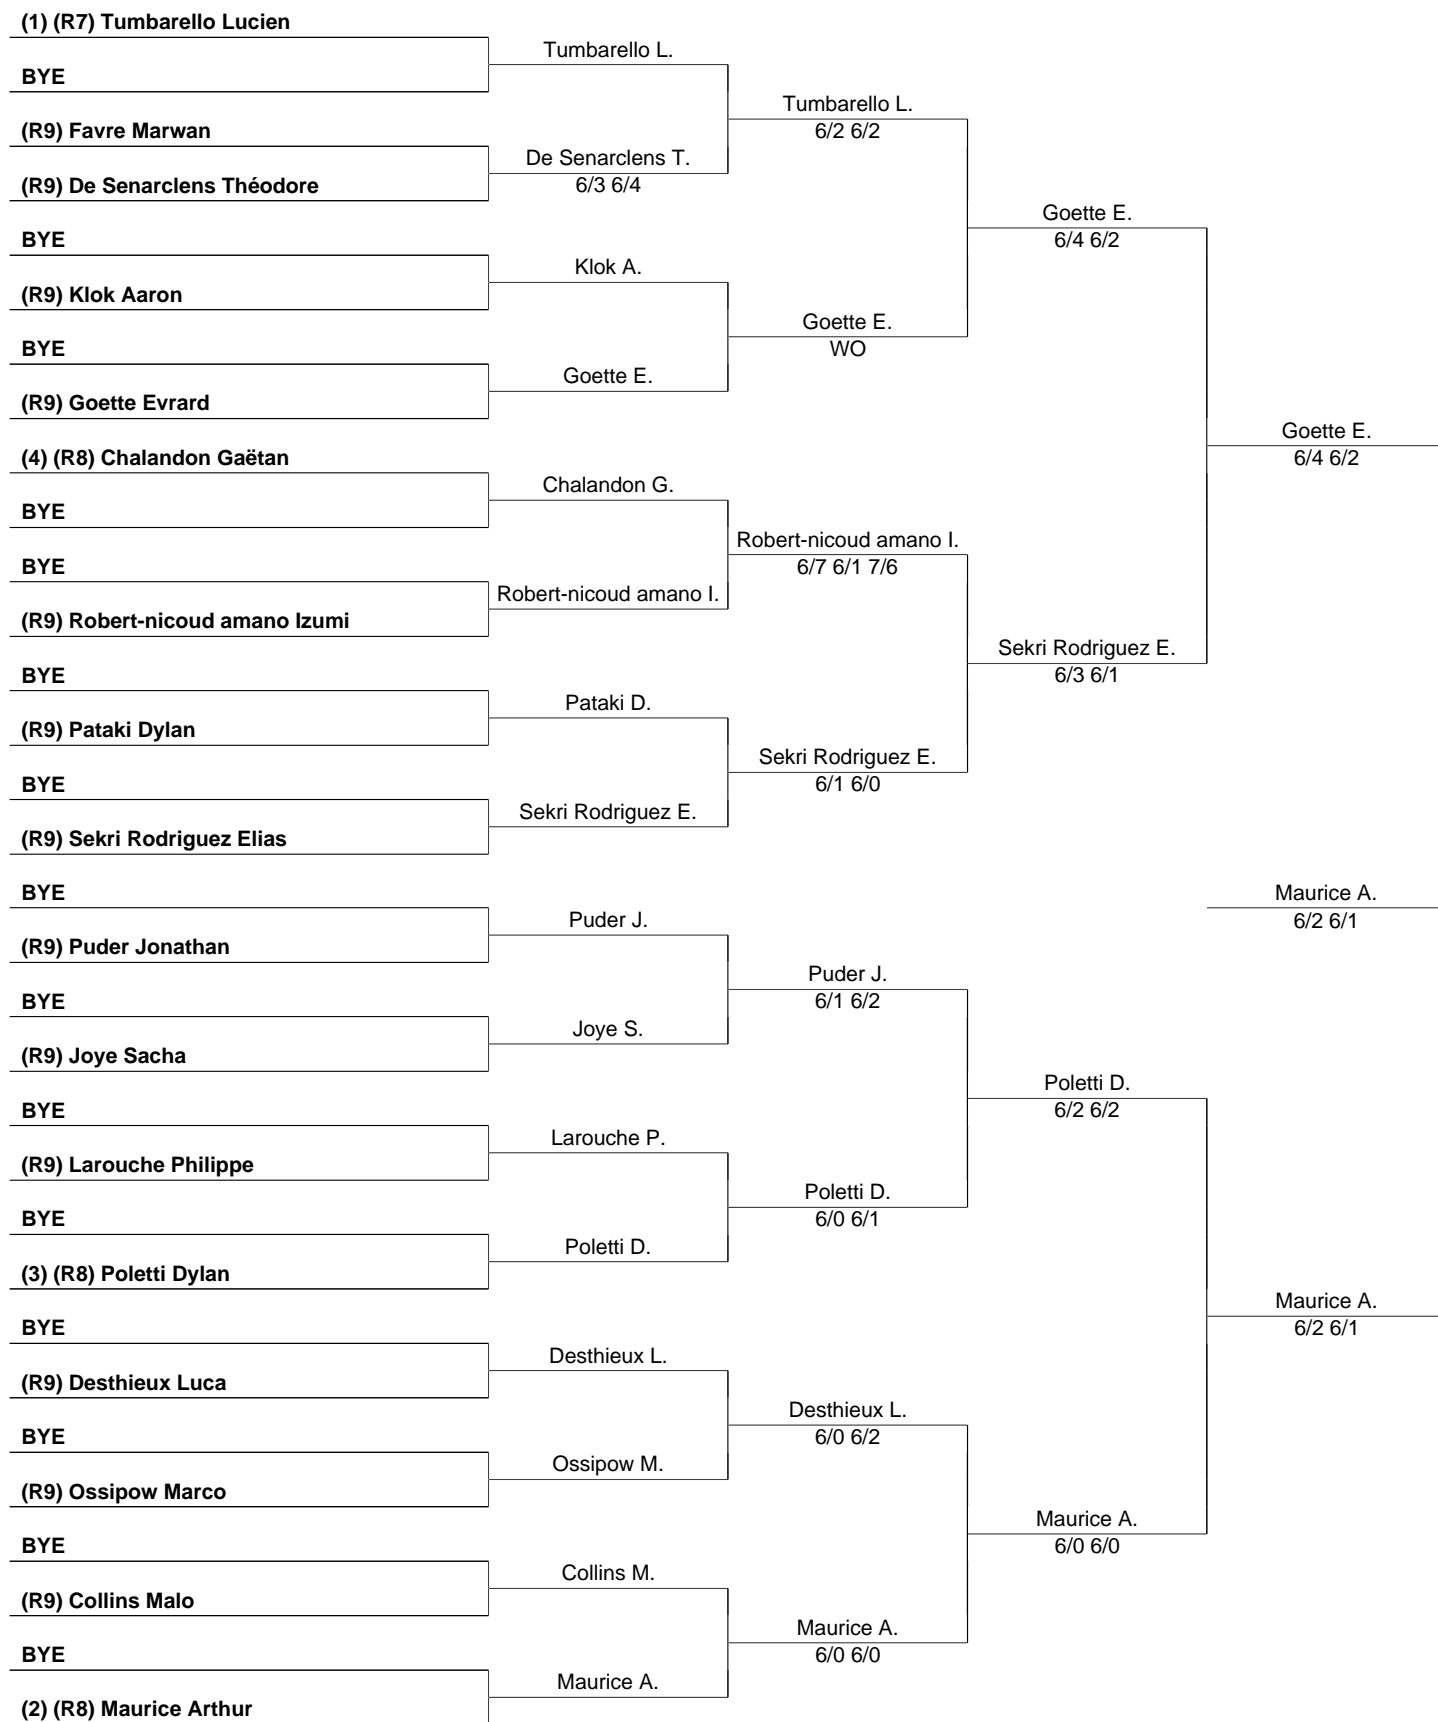 (1) (R7) Tumbarello Lucien
Tumbarello L.
BYE
Tumbarello L.
6/2 6/2
(R9) Favre Marwan
De Senarclens T.
6/3 6/4
(R9) De Senarclens Théodore
Goette E.
6/4 6/2
BYE
Klok A.
(R9) Klok Aaron
Goette E.
WO
BYE
Goette E.
(R9) Goette Evrard
Goette E.
6/4 6/2
(4) (R8) Chalandon Gaëtan
Chalandon G.
BYE
Robert-nicoud amano I.
6/7 6/1 7/6
BYE
Robert-nicoud amano I.
(R9) Robert-nicoud amano Izumi
Sekri Rodriguez E.
6/3 6/1
BYE
Pataki D.
(R9) Pataki Dylan
Sekri Rodriguez E.
6/1 6/0
BYE
Sekri Rodriguez E.
(R9) Sekri Rodriguez Elias
BYE
Maurice A.
6/2 6/1
Puder J.
(R9) Puder Jonathan
Puder J.
6/1 6/2
BYE
Joye S.
(R9) Joye Sacha
Poletti D.
6/2 6/2
BYE
Larouche P.
(R9) Larouche Philippe
Poletti D.
6/0 6/1
BYE
Poletti D.
(3) (R8) Poletti Dylan
Maurice A.
6/2 6/1
BYE
Desthieux L.
(R9) Desthieux Luca
Desthieux L.
6/0 6/2
BYE
Ossipow M.
(R9) Ossipow Marco
Maurice A.
6/0 6/0
BYE
Collins M.
(R9) Collins Malo
Maurice A.
6/0 6/0
BYE
Maurice A.
(2) (R8) Maurice Arthur